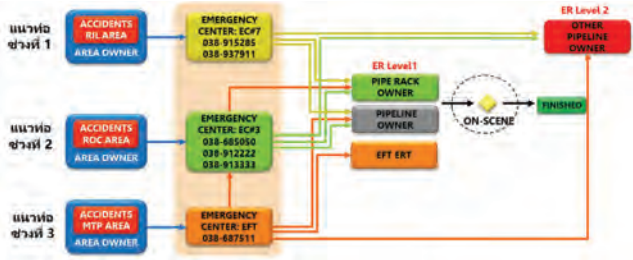 แนวท่อ
ช่วงที่ 1
ACCIDENTS
RIL AREA
AREA OWNER
EMERGENCY
CENTER: EC#7
038-915285
038-937911
ER Level 2
OTHER
PIPELINE
OWNER
ER Level1
PIPE RACK
OWNER
PIPELINE
OWNER
EFT ERT
ON-SCENE
FINISHED
แนวท่อ
ช่วงที่ 2
ACCIDENTS
ROC AREA
AREA OWNER
EMERGENCY
CENTER: EC#3
038-685050
038-912222
038-913333
แนวท่อ
ช่วงที่ 3
ACCIDENTS
MTP AREA
AREA OWNER
EMERGENCY
CENTER: EFT
038-687511